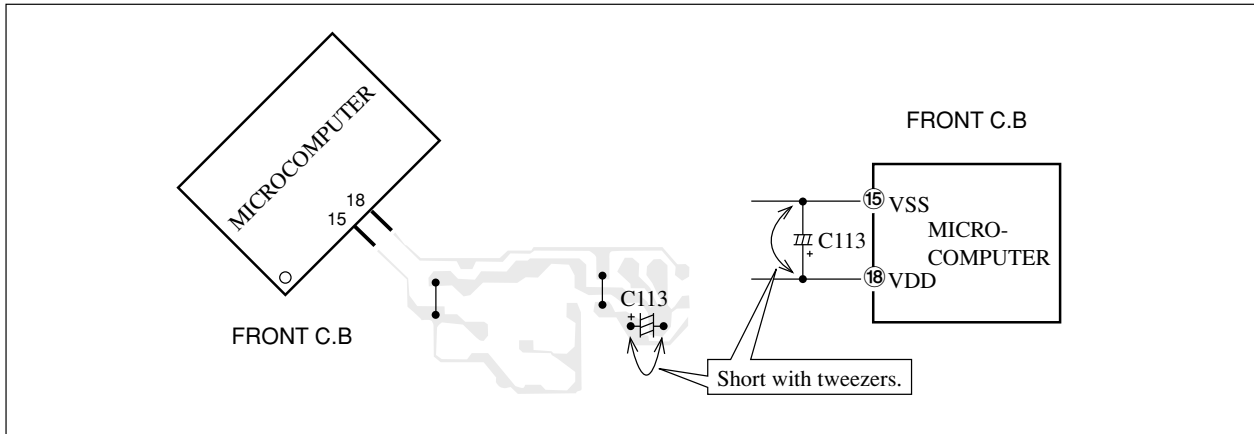 MICROCOMPUTER
18
15
FRONT C.B
C113
+
FRONT C.B
15 VSS
C113
+
MICRO-
COMPUTER
18 VDD
Short with tweezers.